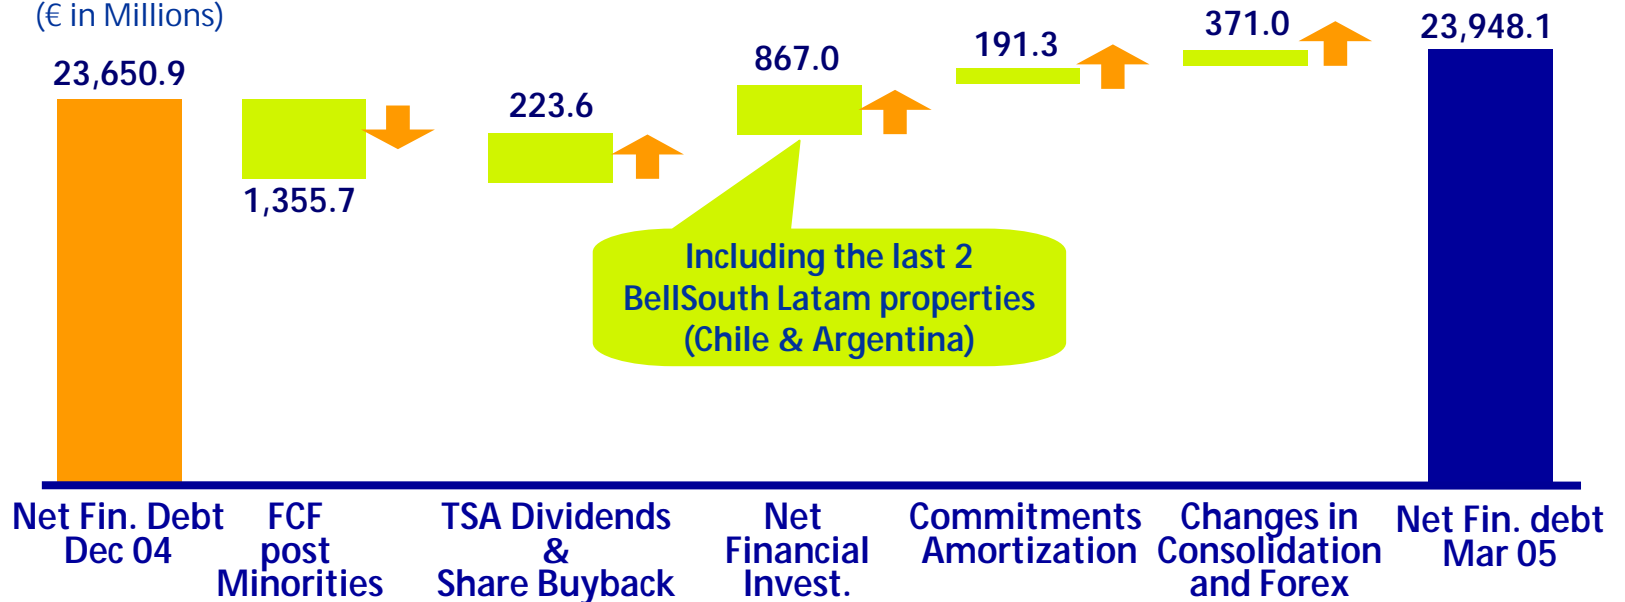 (€ in Millions)
23,650.9
1,355.7
223.6
867.0
191.3
371.0
23,948.1
Including the last 2
BellSouth Latam properties
(Chile & Argentina)
Net Fin. Debt
Dec 04
FCF
post
Minorities
TSA Dividends
&
Share Buyback
Net
Financial
Invest.
Commitments
Amortization
Changes in
Consolidation
and Forex
Net Fin. debt
Mar 05